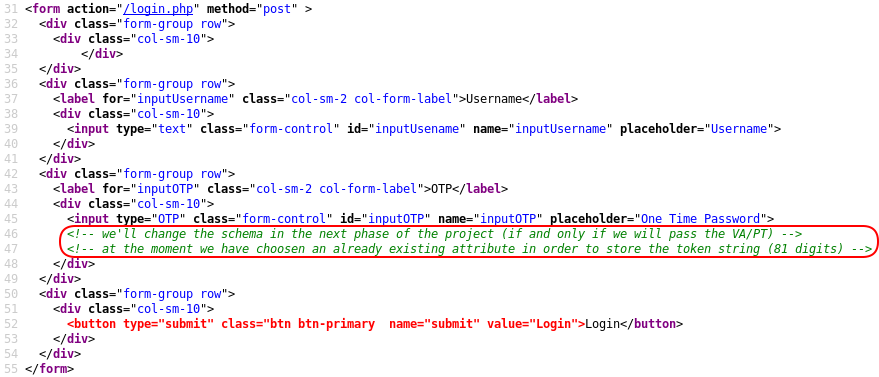 31 <form action="/login.php" method="post" >
32   <div class="form-group row">
33     <div class="col-sm-10">
34         </div>
35   </div>
36   <div class="form-group row">
37     <label for="inputUsername" class="col-sm-2 col-form-label">Username</label>
38     <div class="col-sm-10">
39       <input type="text" class="form-control" id="inputUsename" name="inputUsername" placeholder="Username">
40     </div>
41   </div>
42   <div class="form-group row">
43     <label for="inputOTP" class="col-sm-2 col-form-label">OTP</label>
44     <div class="col-sm-10">
45       <input type="OTP" class="form-control" id="inputOTP" name="inputOTP" placeholder="One Time Password">
46       <!-- we'll change the schema in the next phase of the project (if and only if we will pass the VA/PT) -->
47       <!-- at the moment we have choosen an already existing attribute in order to store the token string (81 digits) -->
48     </div>
49   </div>
50   <div class="form-group row">
51     <div class="col-sm-10">
52       <button type="submit" class="btn btn-primary  name="submit" value="Login">Login</button>
53     </div>
54   </div>
55 </form>